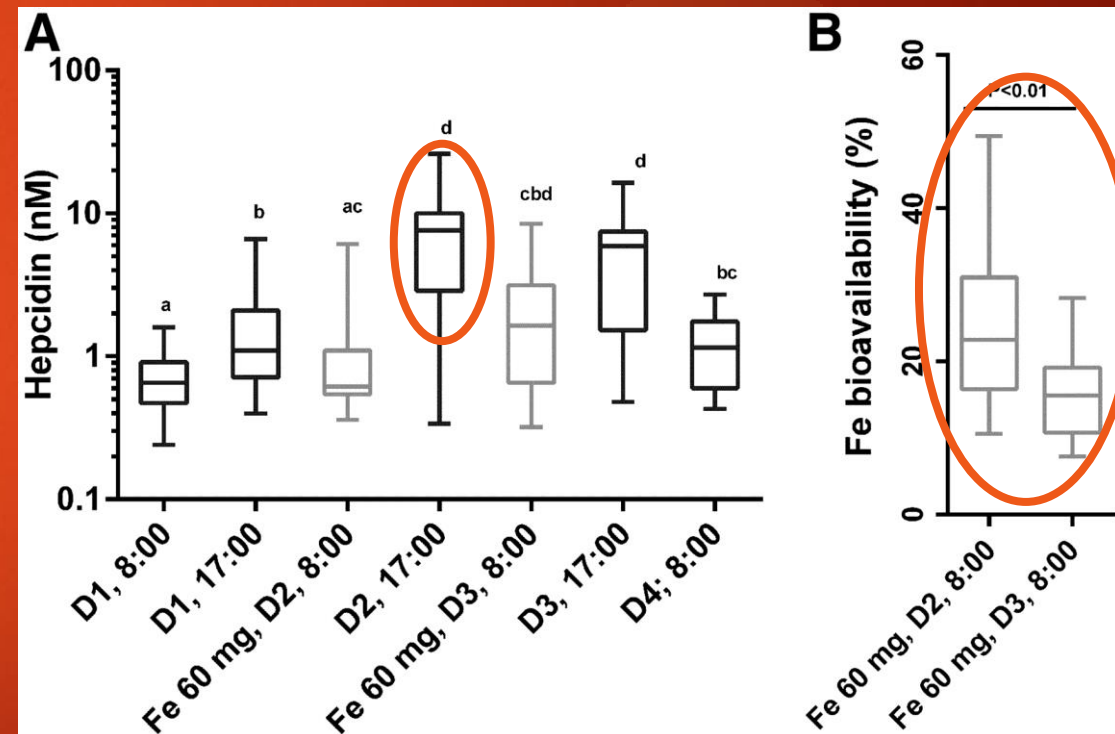 A
Hepcidin (nM)
100
10
1
0.1
a
b
ac
d
cbd
d
bc
D1, 8:00
D1, 17:00
Fe 60 mg, D2, 8:00
D2, 17:00
Fe 60 mg, D3, 8:00
D3, 17:00
D4; 8:00
B
Fe bioavailability (%)
60
40
20
0
P<0.01
Fe 60 mg, D2, 8:00
Fe 60 mg, D3, 8:00